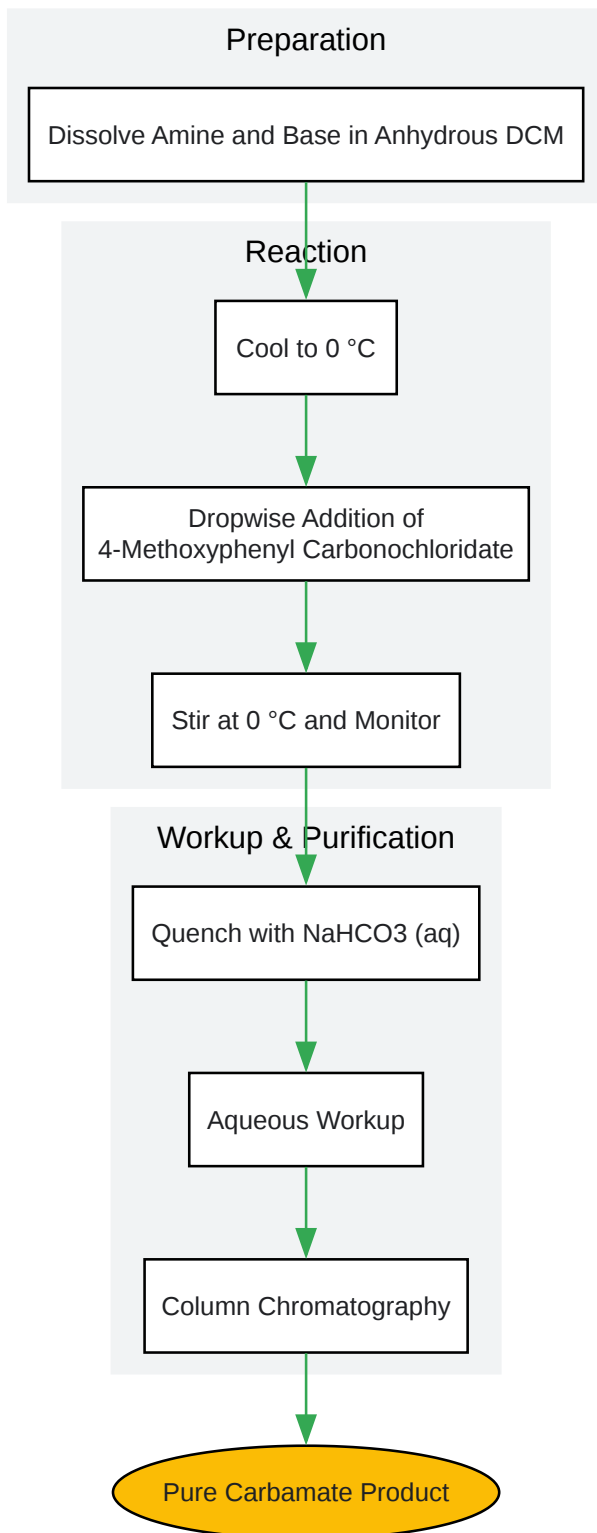 Preparation
Dissolve Amine and Base in Anhydrous DCM
Reaction
Cool to 0 °C
Dropwise Addition of
4-Methoxyphenyl Carbonochloridate
Stir at 0 °C and Monitor
Workup & Purification
Quench with NaHCO3 (aq)
Aqueous Workup
Column Chromatography
Pure Carbamate Product